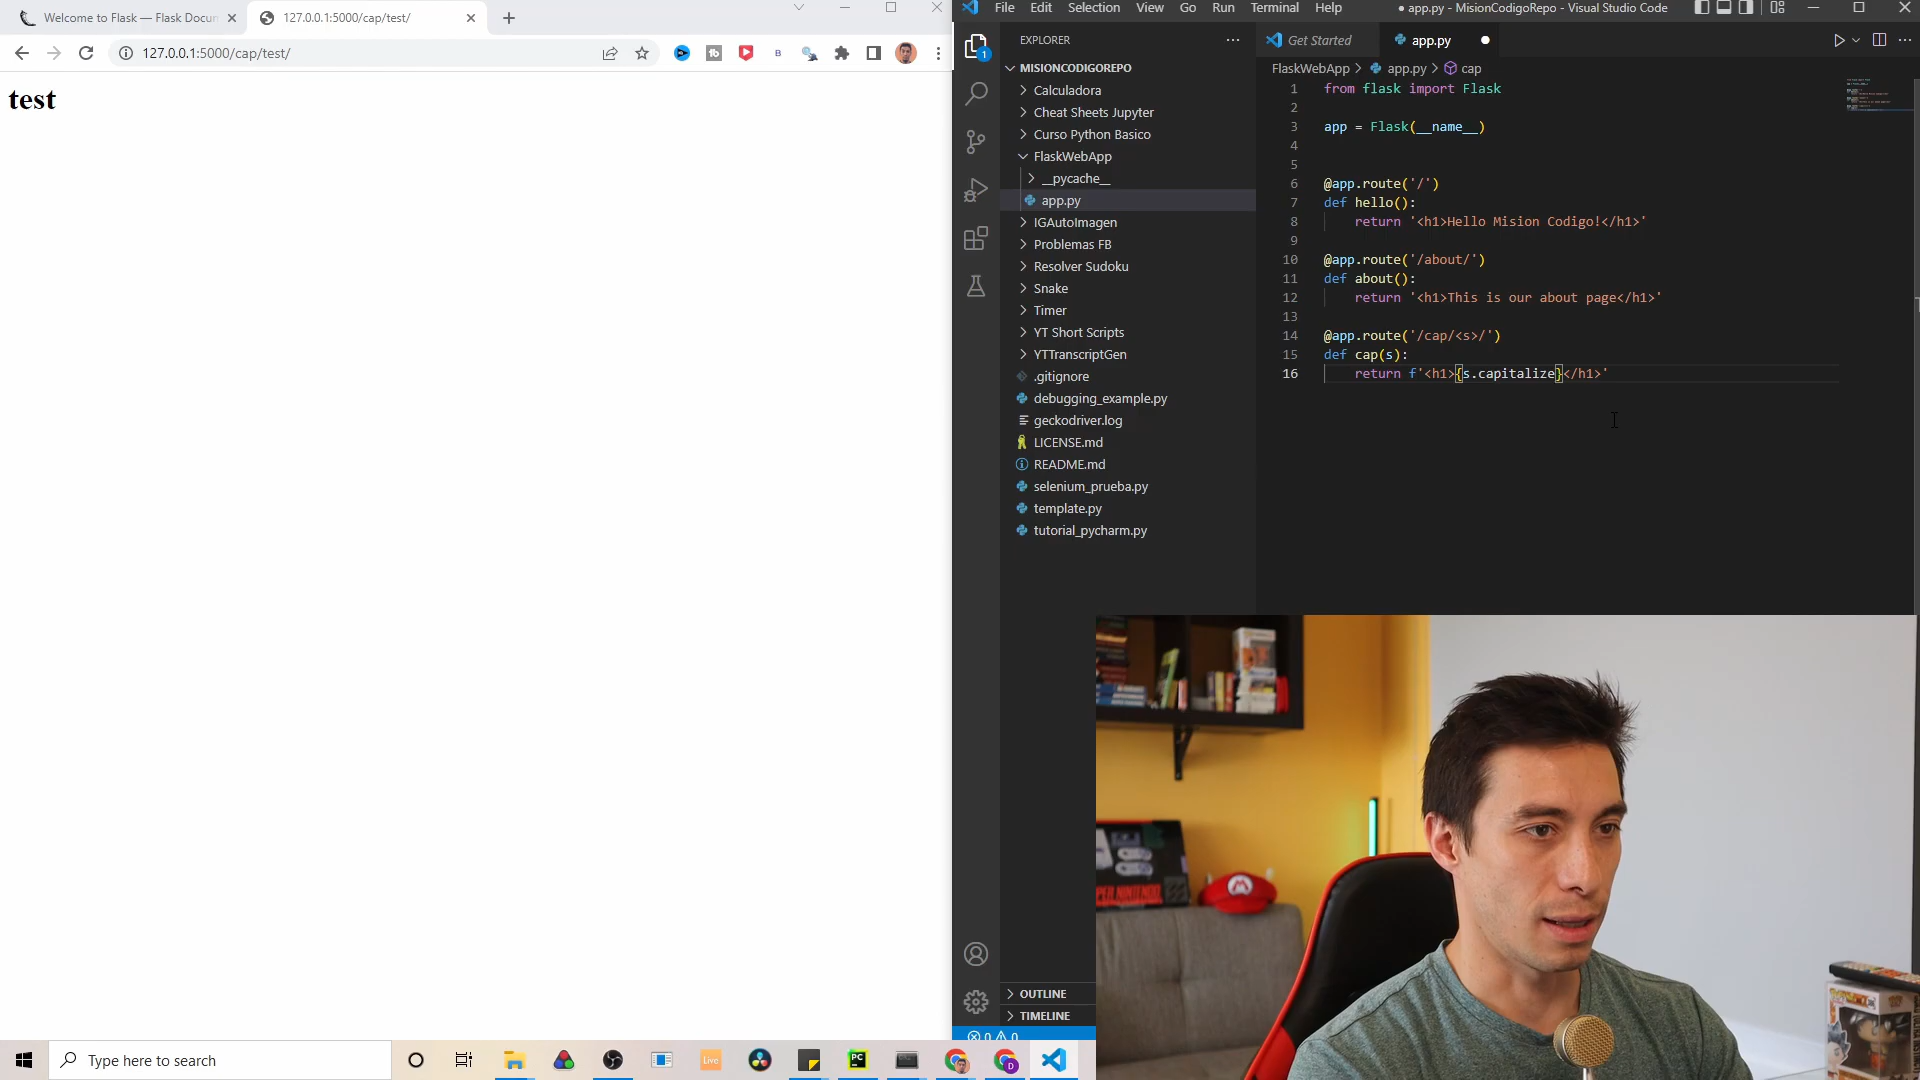 Welcome to Flask — Flask Docum
127.0.0.1:5000/cap/test/
127.0.0.1:5000/cap/test/
test
File Edit Selection View Go Run Terminal Help
● app.py - MisionCodigoRepo - Visual Studio Code
EXPLORER
Get Started
app.py
MISIONCODIGOREPO
FlaskWebApp > app.py > cap
Calculadora
Cheat Sheets Jupyter
Curso Python Basico
FlaskWebApp
__pycache__
app.py
IGAutoImagen
Problemas FB
Resolver Sudoku
Snake
Timer
YT Short Scripts
YTTranscriptGen
.gitignore
debugging_example.py
geckodriver.log
LICENSE.md
README.md
selenium_prueba.py
template.py
tutorial_pycharm.py
OUTLINE
TIMELINE
1 from flask import Flask
2
3 app = Flask(__name__)
4
5
6 @app.route('/')
7 def hello():
8 return '<h1>Hello Mision Codigo!</h1>'
9
10 @app.route('/about/')
11 def about():
12 return '<h1>This is our about page</h1>'
13
14 @app.route('/cap/<s>/')
15 def cap(s):
16 return f'<h1>{s.capitalize}</h1>'
1
0 0
SUPER NINTENDO
Type here to search
Live
PC
D